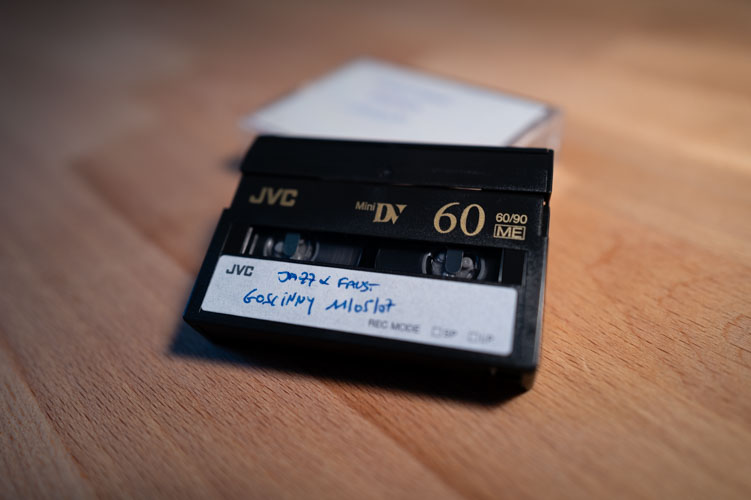 JVC
Mini DV 60 60/90 ME
JVC
JAZZ & FAUST
GOSCINNY 11/05/07
REC MODE □SP □LP